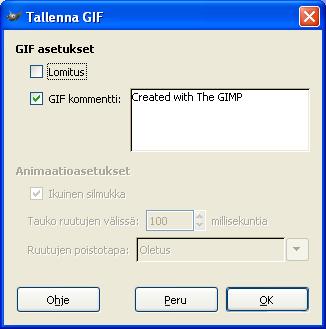 Tallenna GIF
GIF asetukset
Lomitus
GIF kommentti: Created with The GIMP
Animaatioasetukset
Ikuinen silmukka
Tauko ruutujen välissä: 100 millisekuntia
Ruutujen poistotapa: Oletus
Ohje Peru OK